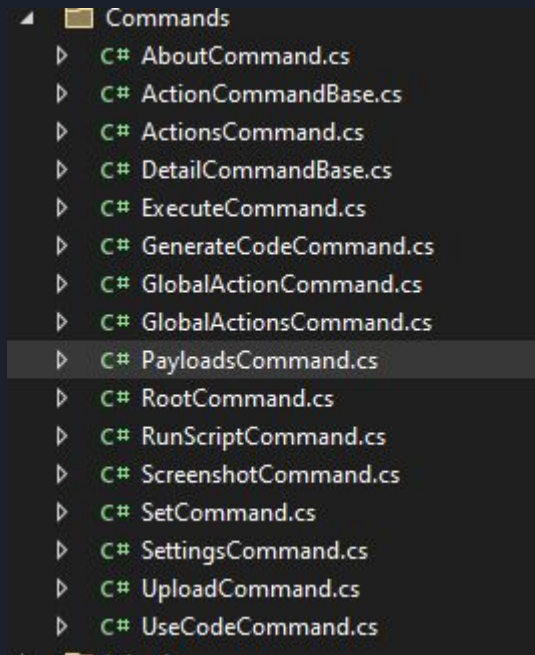 Commands
C# AboutCommand.cs
C# ActionCommandBase.cs
C# ActionsCommand.cs
C# DetailCommandBase.cs
C# ExecuteCommand.cs
C# GenerateCodeCommand.cs
C# GlobalActionCommand.cs
C# GlobalActionsCommand.cs
C# PayloadsCommand.cs
C# RootCommand.cs
C# RunScriptCommand.cs
C# ScreenshotCommand.cs
C# SetCommand.cs
C# SettingsCommand.cs
C# UploadCommand.cs
C# UseCodeCommand.cs